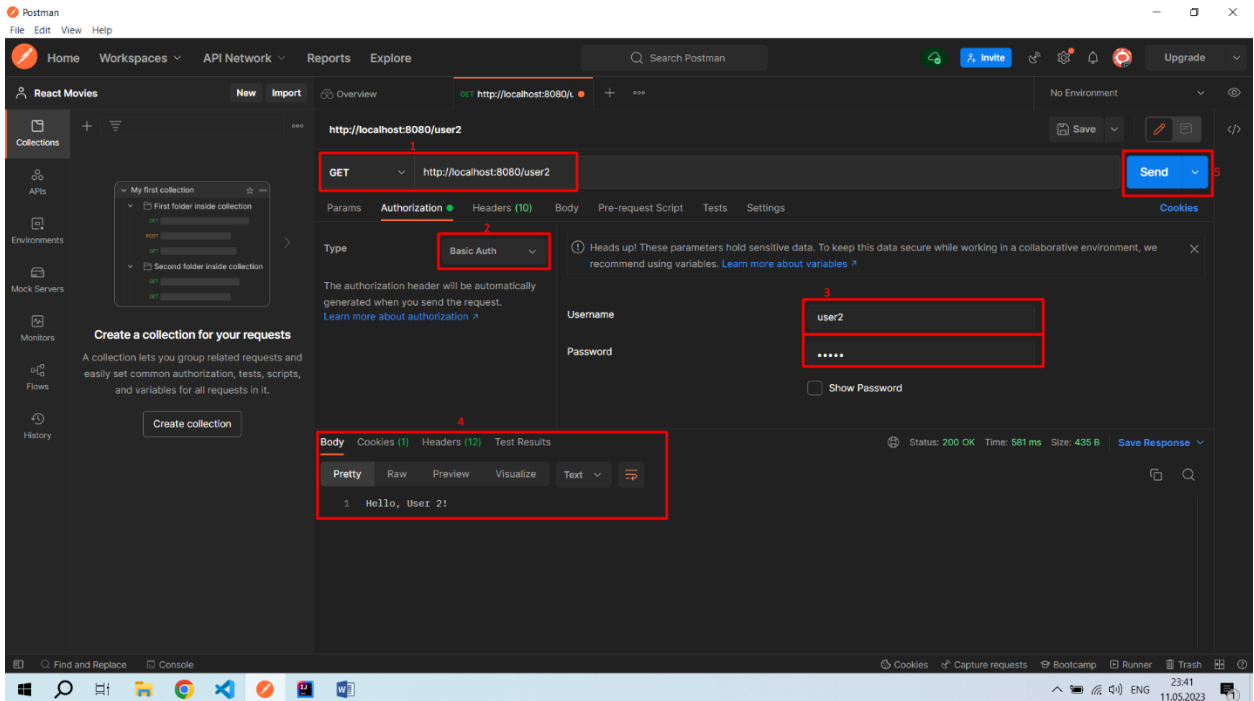 Postman
File Edit View Help
Home Workspaces API Network Reports Explore
Search Postman
Invite
Upgrade
React Movies
New Import
Overview
GET http://localhost:8080/u
No Environment
Collections
APIs
Environments
Mock Servers
Monitors
Flows
History
My first collection
First folder inside collection
GET
POST
GET
Second folder inside collection
GET
GET
Create a collection for your requests
A collection lets you group related requests and
easily set common authorization, tests, scripts,
and variables for all requests in it.
Create collection
http://localhost:8080/user2
Save
1
GET http://localhost:8080/user2
Send
5
Params Authorization Headers (10) Body Pre-request Script Tests Settings
Cookies
2
Type
Basic Auth
The authorization header will be automatically
generated when you send the request.
Learn more about authorization ↗
Heads up! These parameters hold sensitive data. To keep this data secure while working in a collaborative environment, we
recommend using variables. Learn more about variables ↗
3
Username
user2
Password
•••••
Show Password
4
Body Cookies (1) Headers (12) Test Results
Status: 200 OK Time: 581 ms Size: 435 B Save Response
Pretty Raw Preview Visualize Text
1 Hello, User 2!
Find and Replace Console
Cookies Capture requests Bootcamp Runner Trash
ENG
23:41
11.05.2023
1